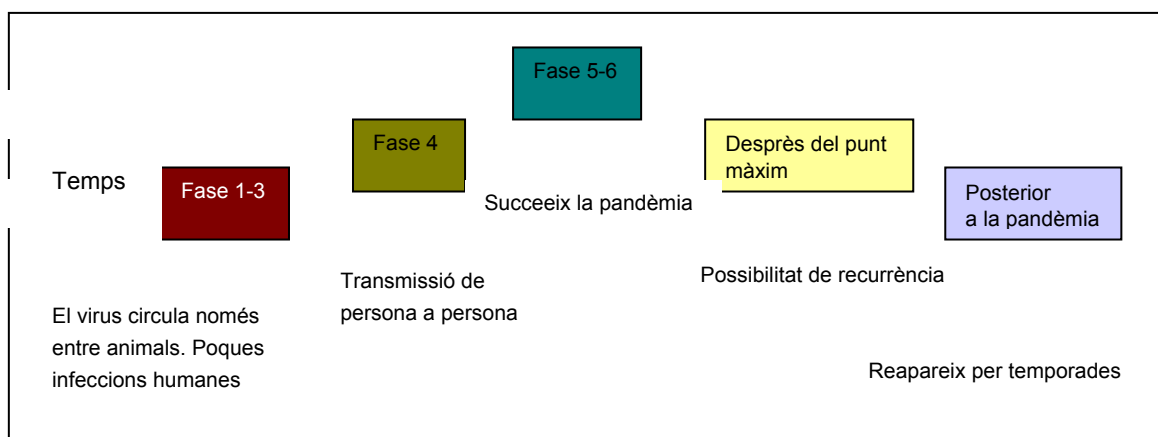 Fase 5-6
Fase 4
Desprès del punt
màxim
Temps
Fase 1-3
Succeeix la pandèmia
Posterior
a la pandèmia
Transmissió de
persona a persona
Possibilitat de recurrència
El virus circula només
entre animals. Poques
infeccions humanes
Reapareix per temporades